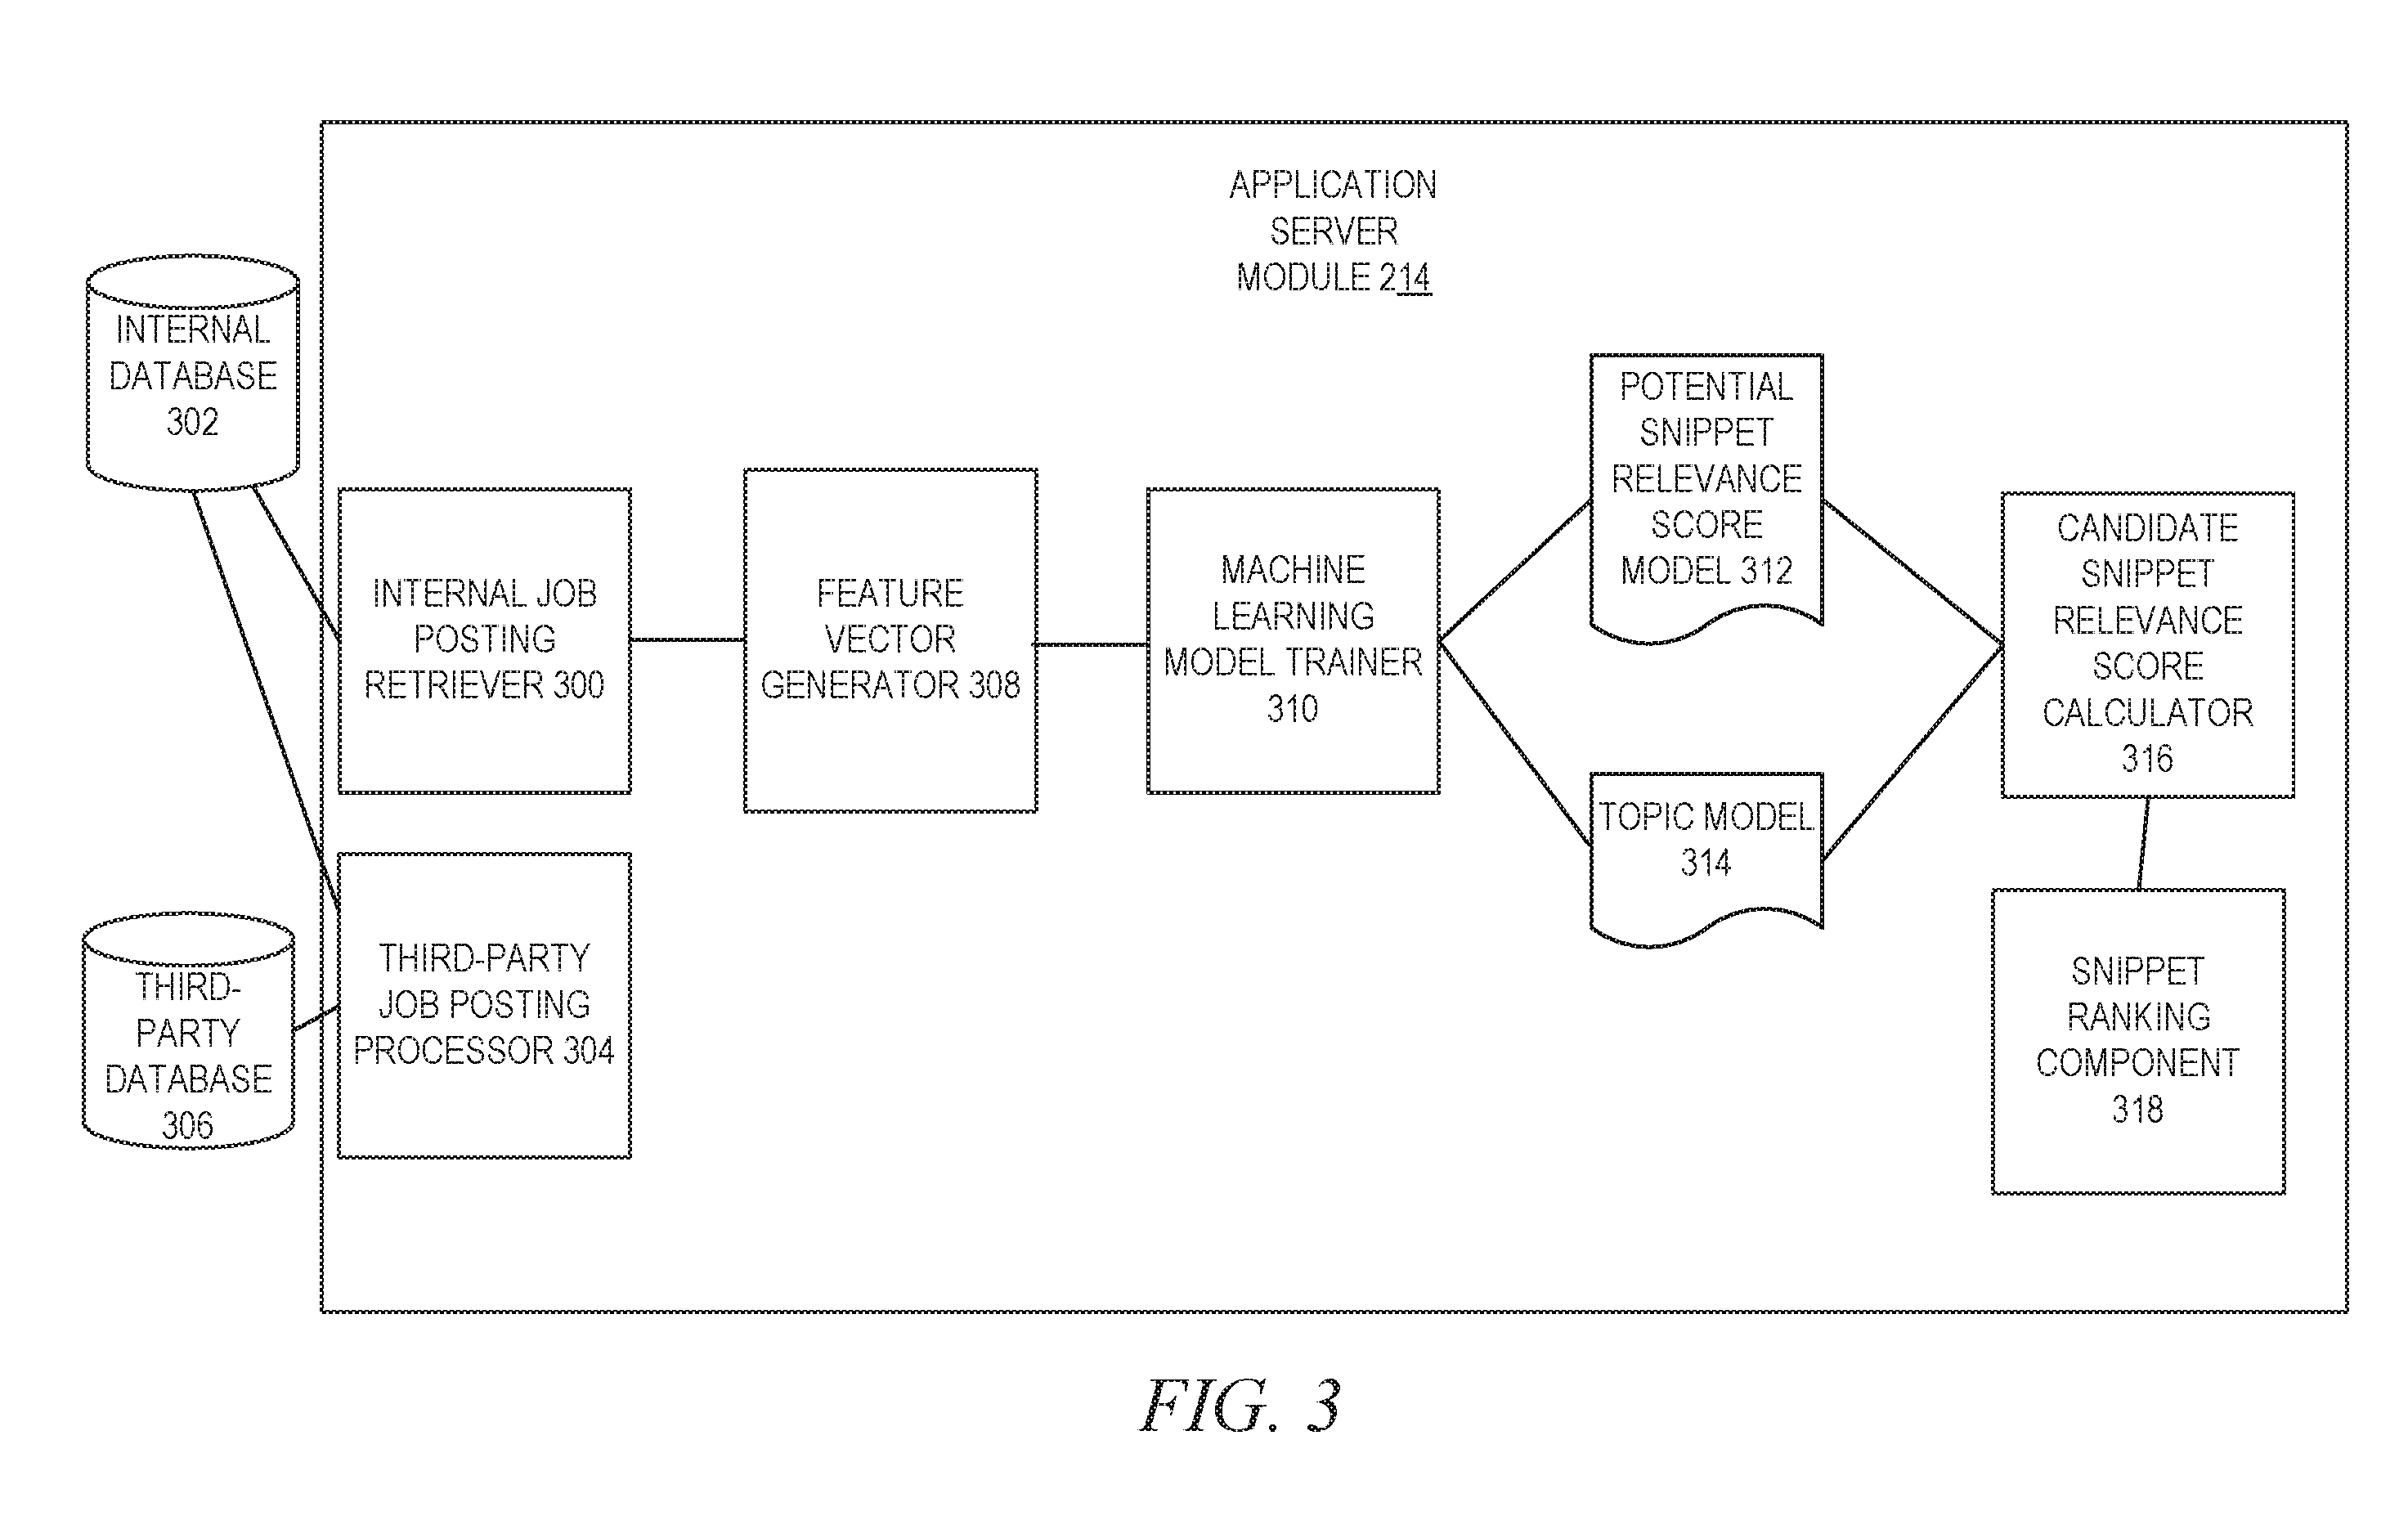 APPLICATION
SERVER
MODULE 214
INTERNAL
DATABASE
302
INTERNAL JOB
POSTING
RETRIEVER 300
FEATURE
VECTOR
GENERATOR 308
MACHINE
LEARNING
MODEL TRAINER
310
POTENTIAL
SNIPPET
RELEVANCE
SCORE
MODEL 312
TOPIC MODEL
314
CANDIDATE
SNIPPET
RELEVANCE
SCORE
CALCULATOR
316
THIRD-
PARTY
DATABASE
306
THIRD-PARTY
JOB POSTING
PROCESSOR 304
SNIPPET
RANKING
COMPONENT
318
FIG. 3